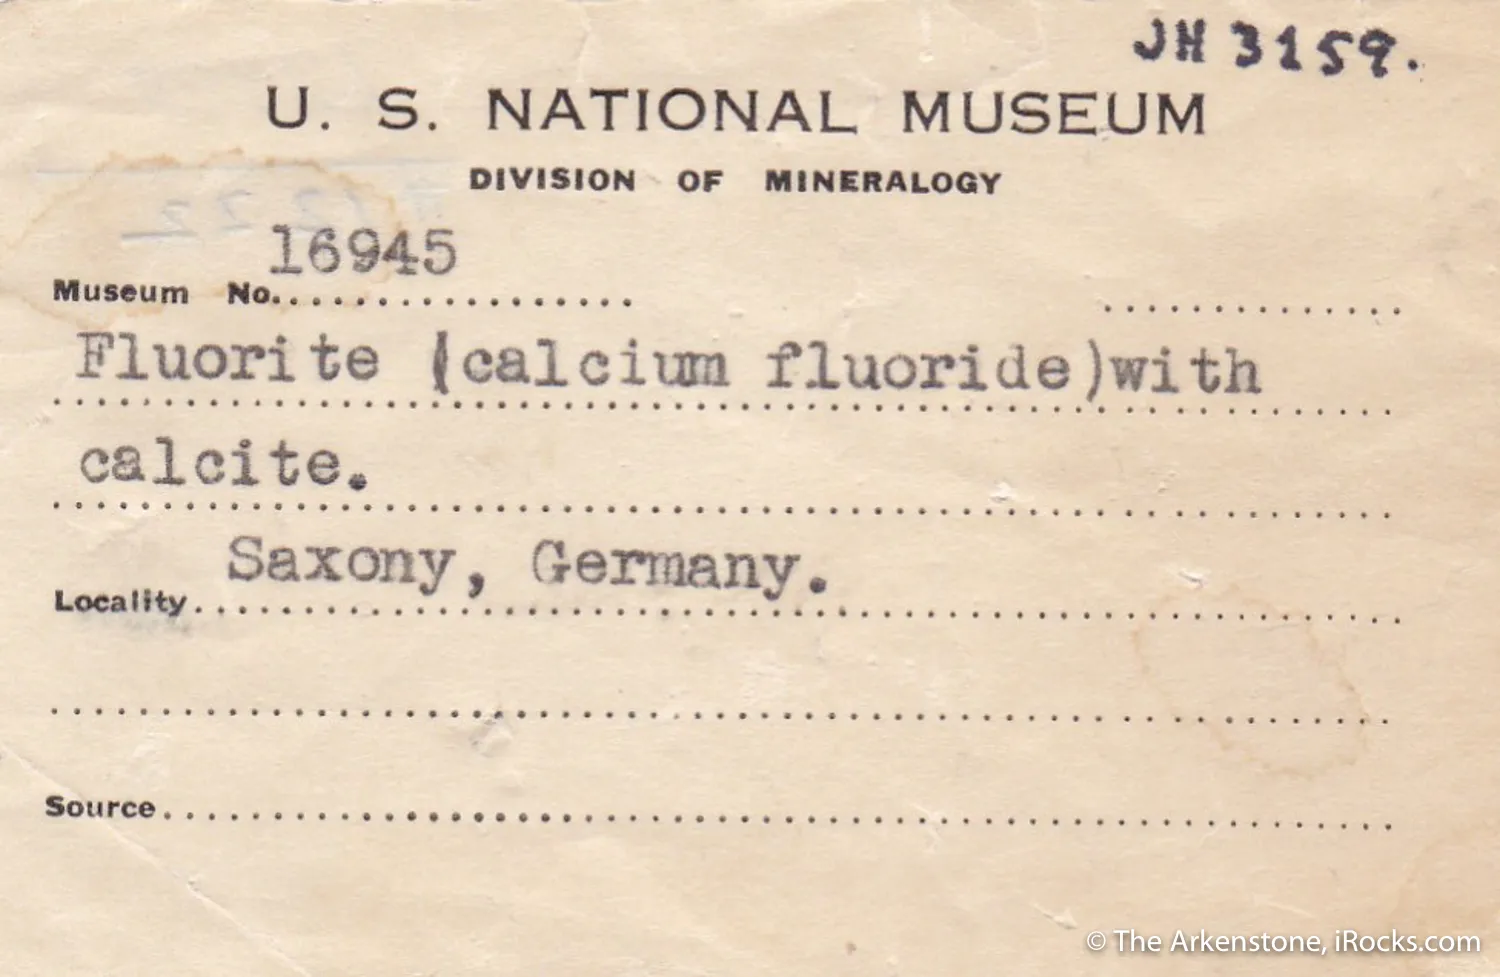 JH 3159.
U. S. NATIONAL MUSEUM
DIVISION OF MINERALOGY
Museum No. 16945
Fluorite (calcium fluoride)with
calcite.
Locality Saxony, Germany.
Source
© The Arkenstone, iRocks.com